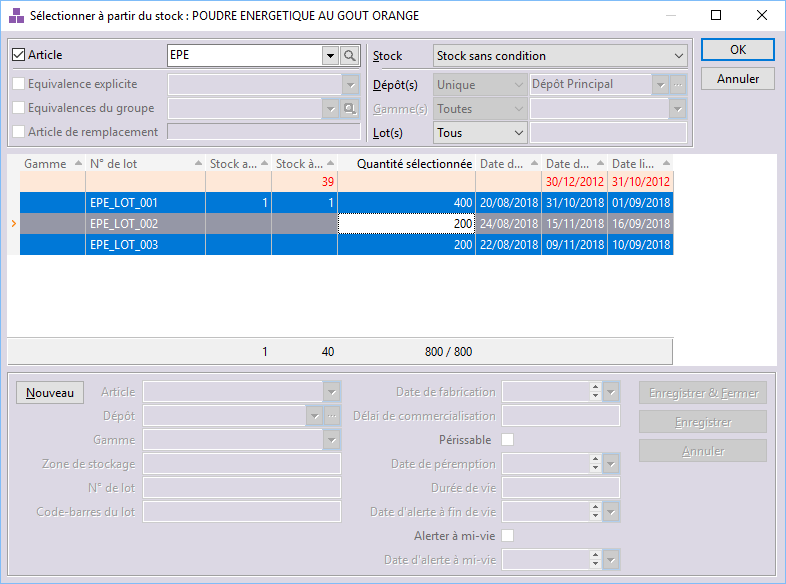 Sélectionner à partir du stock : POUDRE ENERGETIQUE AU GOUT ORANGE
Article EPE
Equivalence explicite
Equivalences du groupe
Article de remplacement
Stock Stock sans condition
Dépôt(s) Unique Dépôt Principal ...
Gamme(s) Toutes
Lot(s) Tous
OK
Annuler
Gamme N° de lot Stock a... Stock à... Quantité sélectionnée Date d... Date d... Date li...
39 30/12/2012 31/10/2012
EPE_LOT_001 1 1 400 20/08/2018 31/10/2018 01/09/2018
EPE_LOT_002 200 24/08/2018 15/11/2018 16/09/2018
EPE_LOT_003 200 22/08/2018 09/11/2018 10/09/2018
1 40 800 / 800
Nouveau
Article
Dépôt ...
Gamme
Zone de stockage
N° de lot
Code-barres du lot
Date de fabrication
Délai de commercialisation
Périssable
Date de péremption
Durée de vie
Date d'alerte à fin de vie
Alerter à mi-vie
Date d'alerte à mi-vie
Enregistrer & Fermer
Enregistrer
Annuler